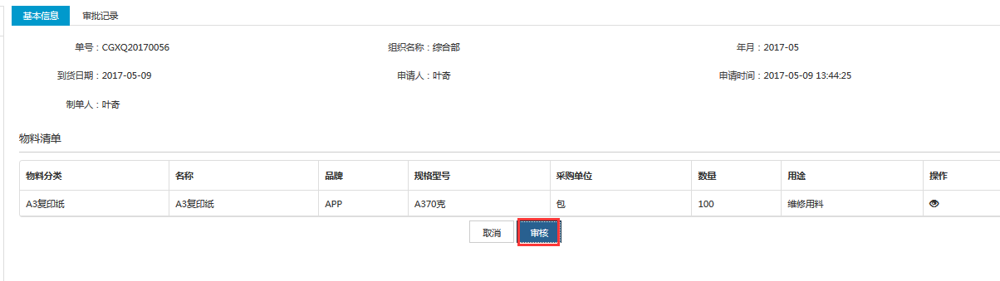 基本信息 审批记录
单号：CGXQ20170056 组织名称：综合部 年月：2017-05
到货日期：2017-05-09 申请人：叶奇 申请时间：2017-05-09 13:44:25
制单人：叶奇
物料清单
物料分类 名称 品牌 规格型号 采购单位 数量 用途 操作
A3复印纸 A3复印纸 APP A370克 包 100 维修用料
取消 审核